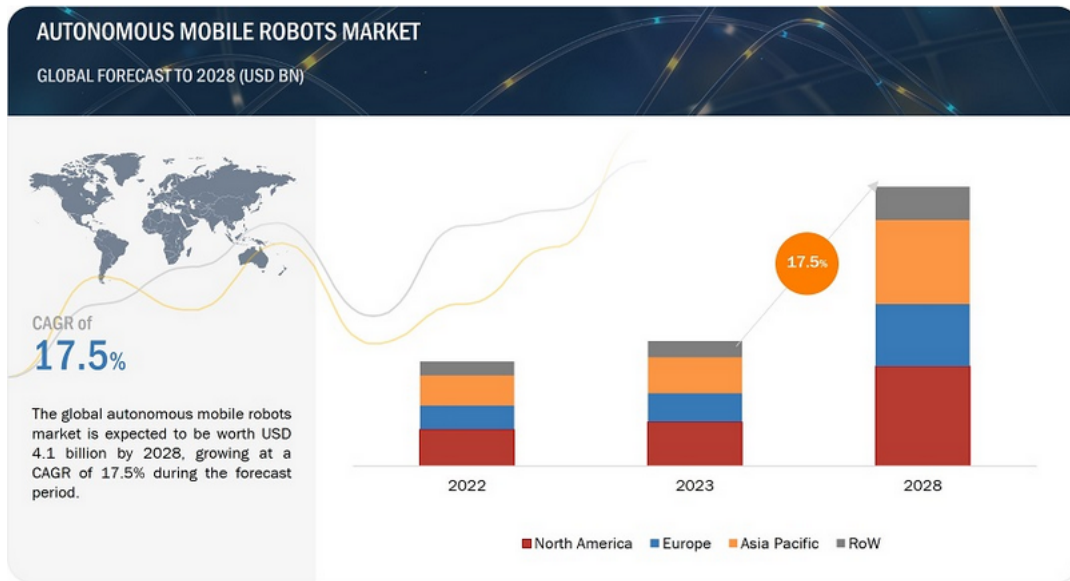 AUTONOMOUS MOBILE ROBOTS MARKET
GLOBAL FORECAST TO 2028 (USD BN)
CAGR of
17.5%
The global autonomous mobile robots
market is expected to be worth USD
4.1 billion by 2028, growing at a
CAGR of 17.5% during the forecast
period.
17.5%
2022 2023 2028
North America Europe Asia Pacific RoW